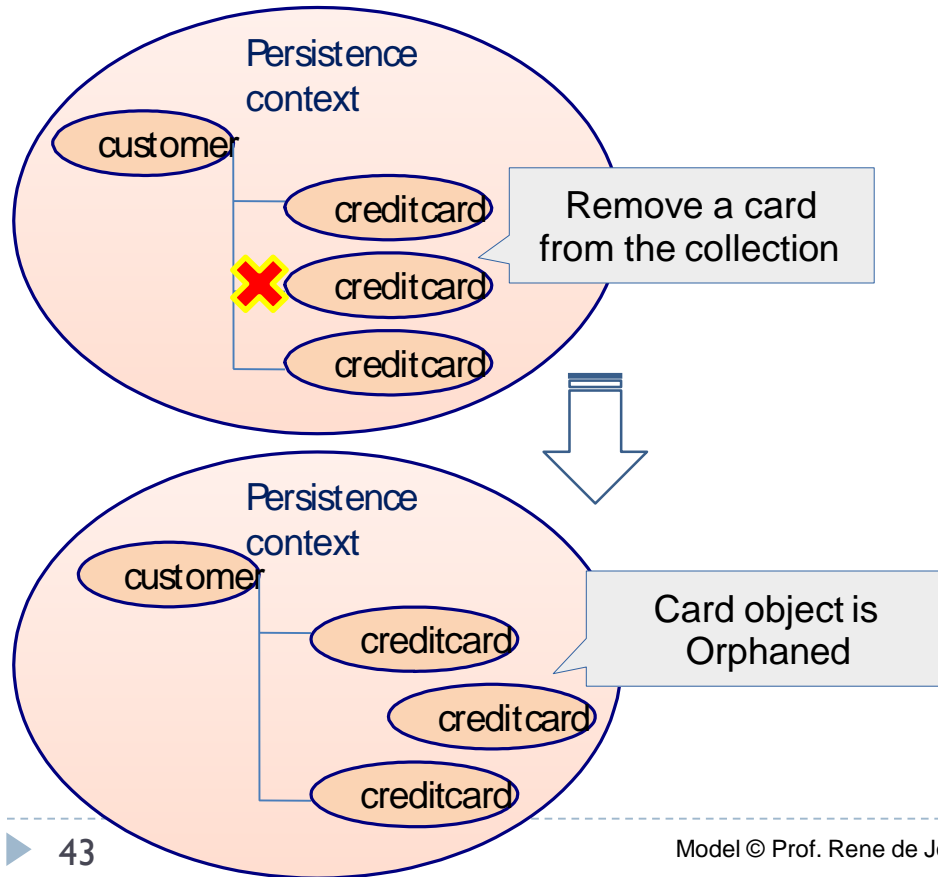 Persistence
context
customer
creditcard
Remove a card
from the collection
creditcard
creditcard
Persistence
context
customer
creditcard
Card object is
Orphaned
creditcard
creditcard
43
Model © Prof. Rene de